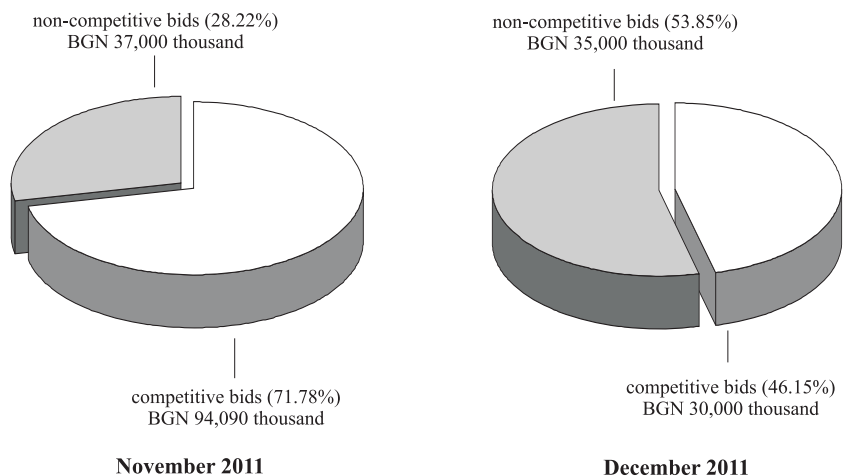 non-competitive bids (28.22%)
BGN 37,000 thousand
competitive bids (71.78%)
BGN 94,090 thousand
November 2011
non-competitive bids (53.85%)
BGN 35,000 thousand
competitive bids (46.15%)
BGN 30,000 thousand
December 2011